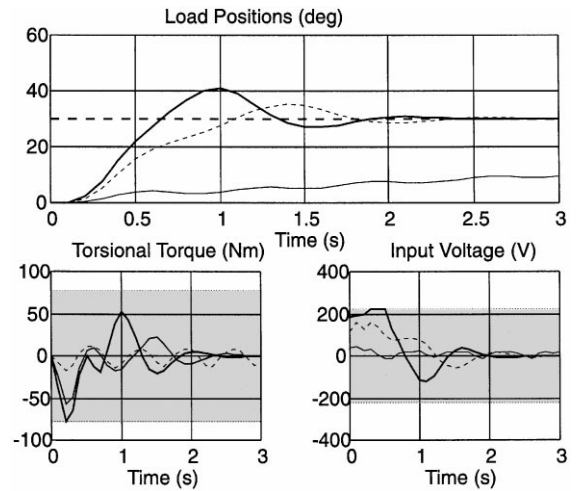 Load Positions (deg)
60
40
20
0
0 0.5 1 1.5 2 2.5 3
Time (s)
Torsional Torque (Nm)
100
50
0
-50
-100
0 1 2 3
Time (s)
Input Voltage (V)
400
200
0
-200
-400
0 1 2 3
Time (s)